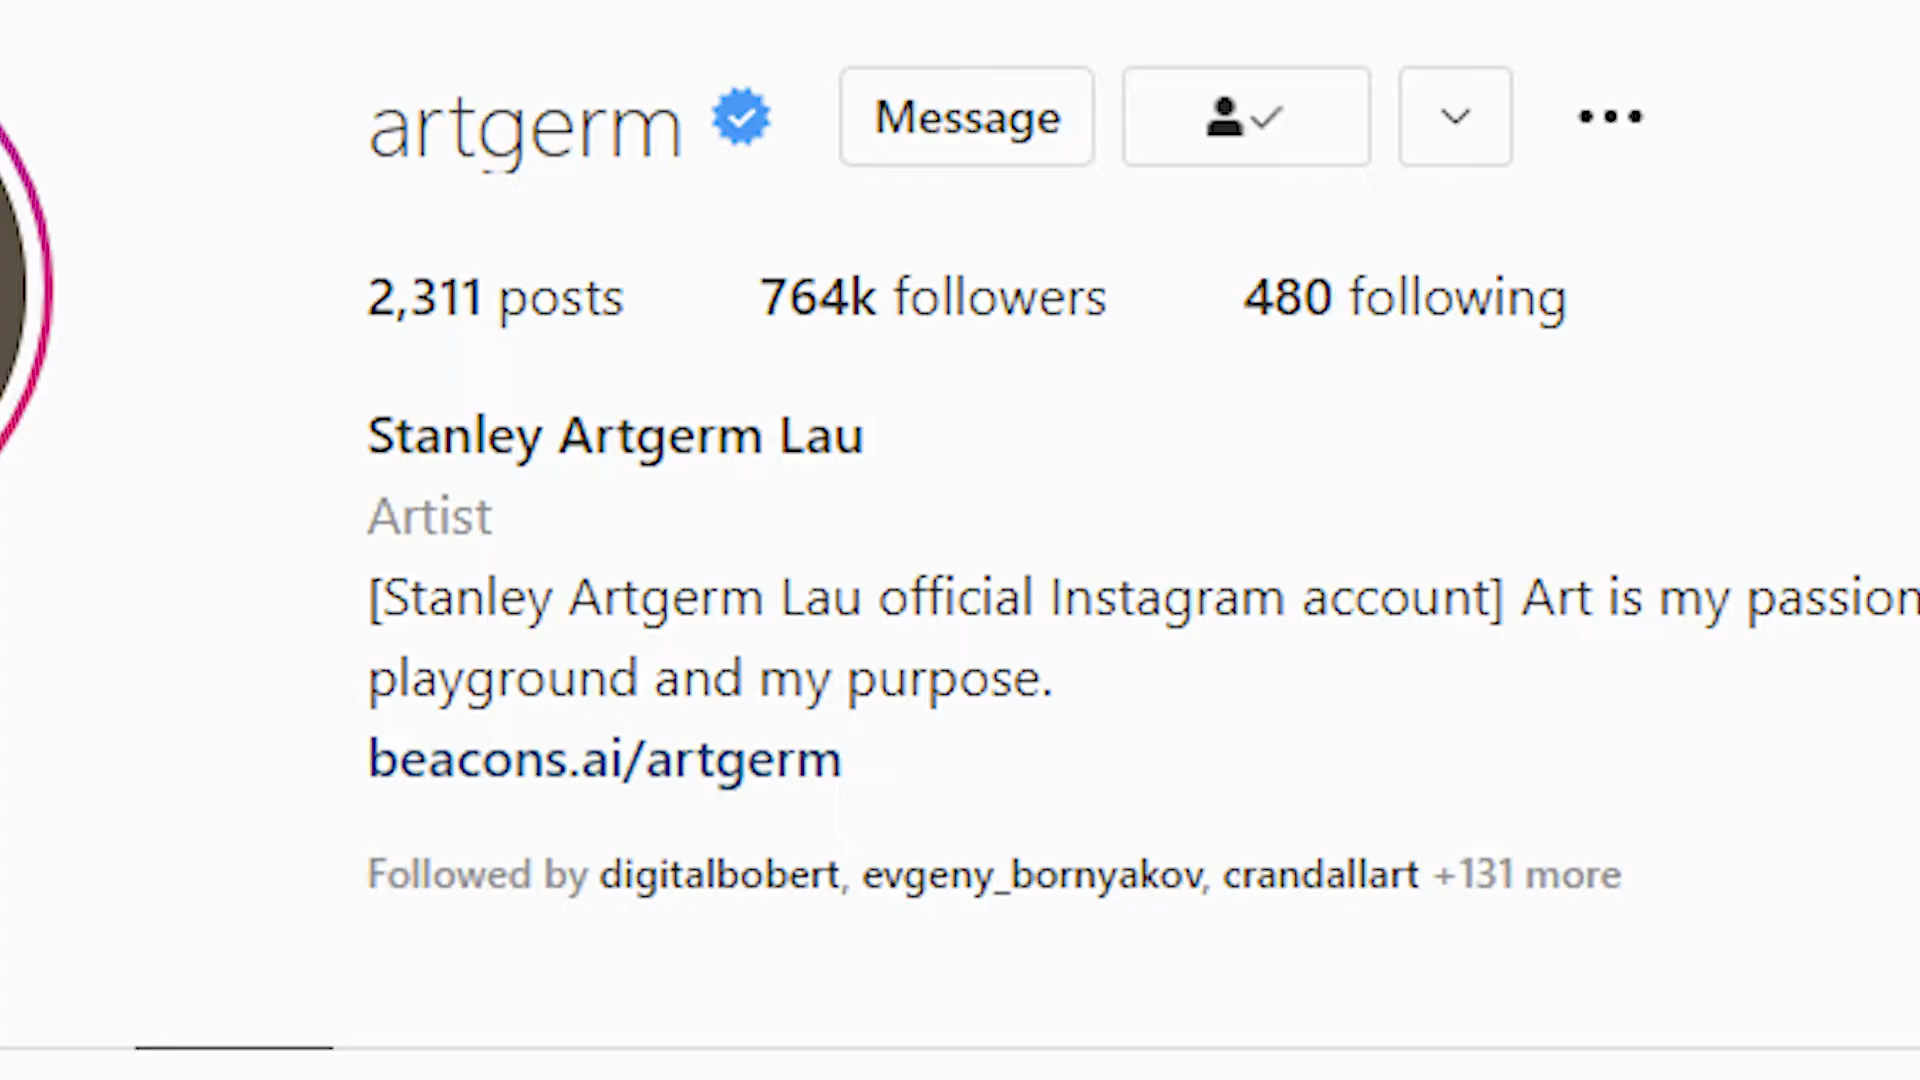 artgerm Message
2,311 posts 764k followers 480 following
Stanley Artgerm Lau
Artist
[Stanley Artgerm Lau official Instagram account] Art is my passion
playground and my purpose.
beacons.ai/artgerm
Followed by digitalbobert, evgeny_bornyakov, crandallart +131 more